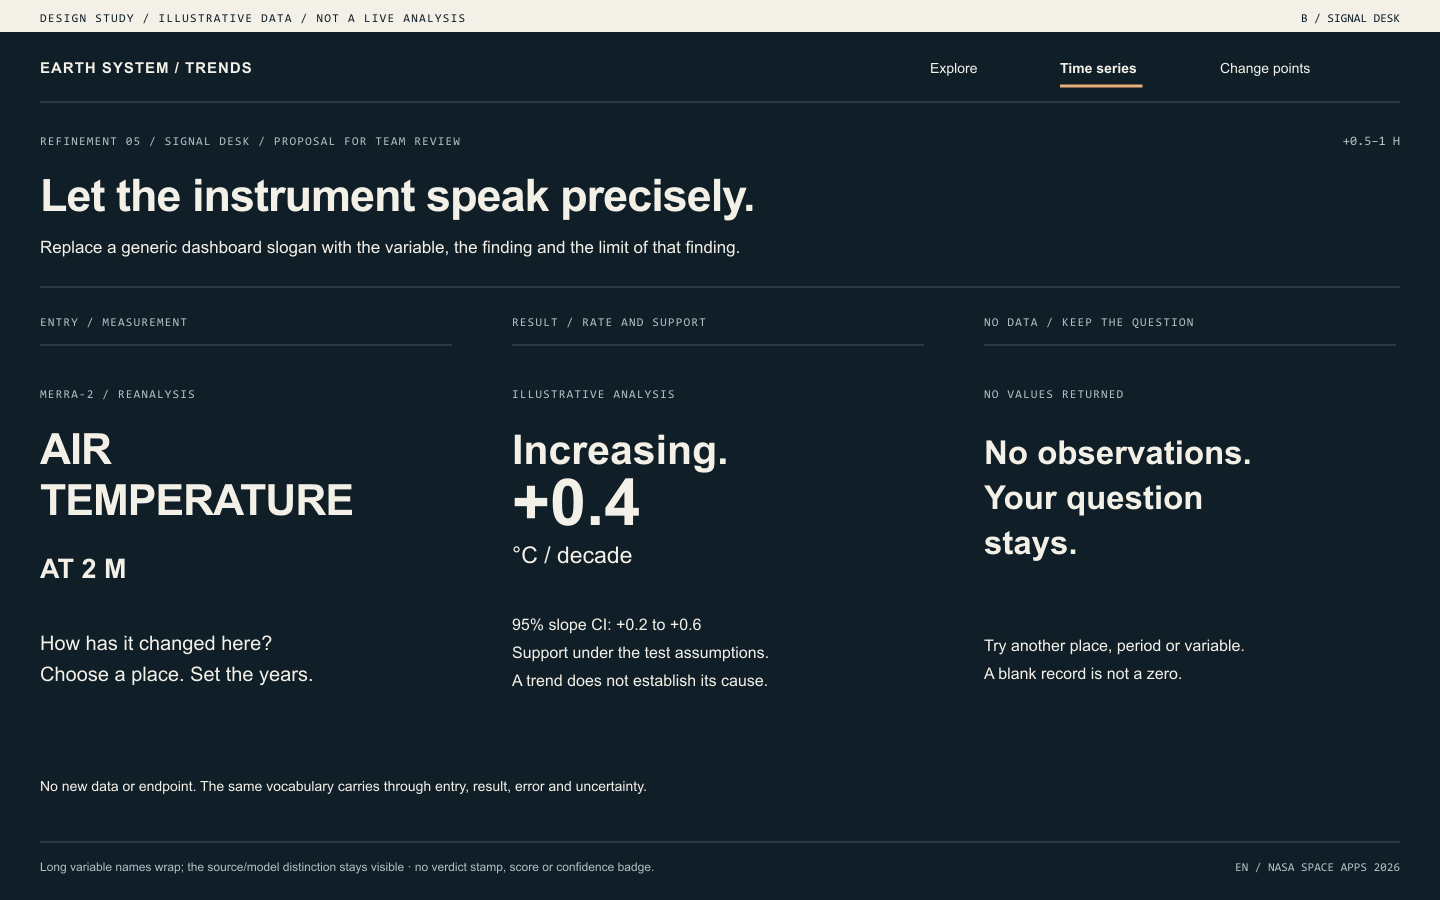 DESIGN STUDY / ILLUSTRATIVE DATA / NOT A LIVE ANALYSIS
B / SIGNAL DESK
EARTH SYSTEM / TRENDS
Explore
Time series
Change points
REFINEMENT 05 / SIGNAL DESK / PROPOSAL FOR TEAM REVIEW
+0.5–1 H
Let the instrument speak precisely.
Replace a generic dashboard slogan with the variable, the finding and the limit of that finding.
ENTRY / MEASUREMENT
MERRA-2 / REANALYSIS
AIR
TEMPERATURE
AT 2 M
How has it changed here?
Choose a place. Set the years.
RESULT / RATE AND SUPPORT
ILLUSTRATIVE ANALYSIS
Increasing.
+0.4
°C / decade
95% slope CI: +0.2 to +0.6
Support under the test assumptions.
A trend does not establish its cause.
NO DATA / KEEP THE QUESTION
NO VALUES RETURNED
No observations.
Your question
stays.
Try another place, period or variable.
A blank record is not a zero.
No new data or endpoint. The same vocabulary carries through entry, result, error and uncertainty.
Long variable names wrap; the source/model distinction stays visible · no verdict stamp, score or confidence badge.
EN / NASA SPACE APPS 2026